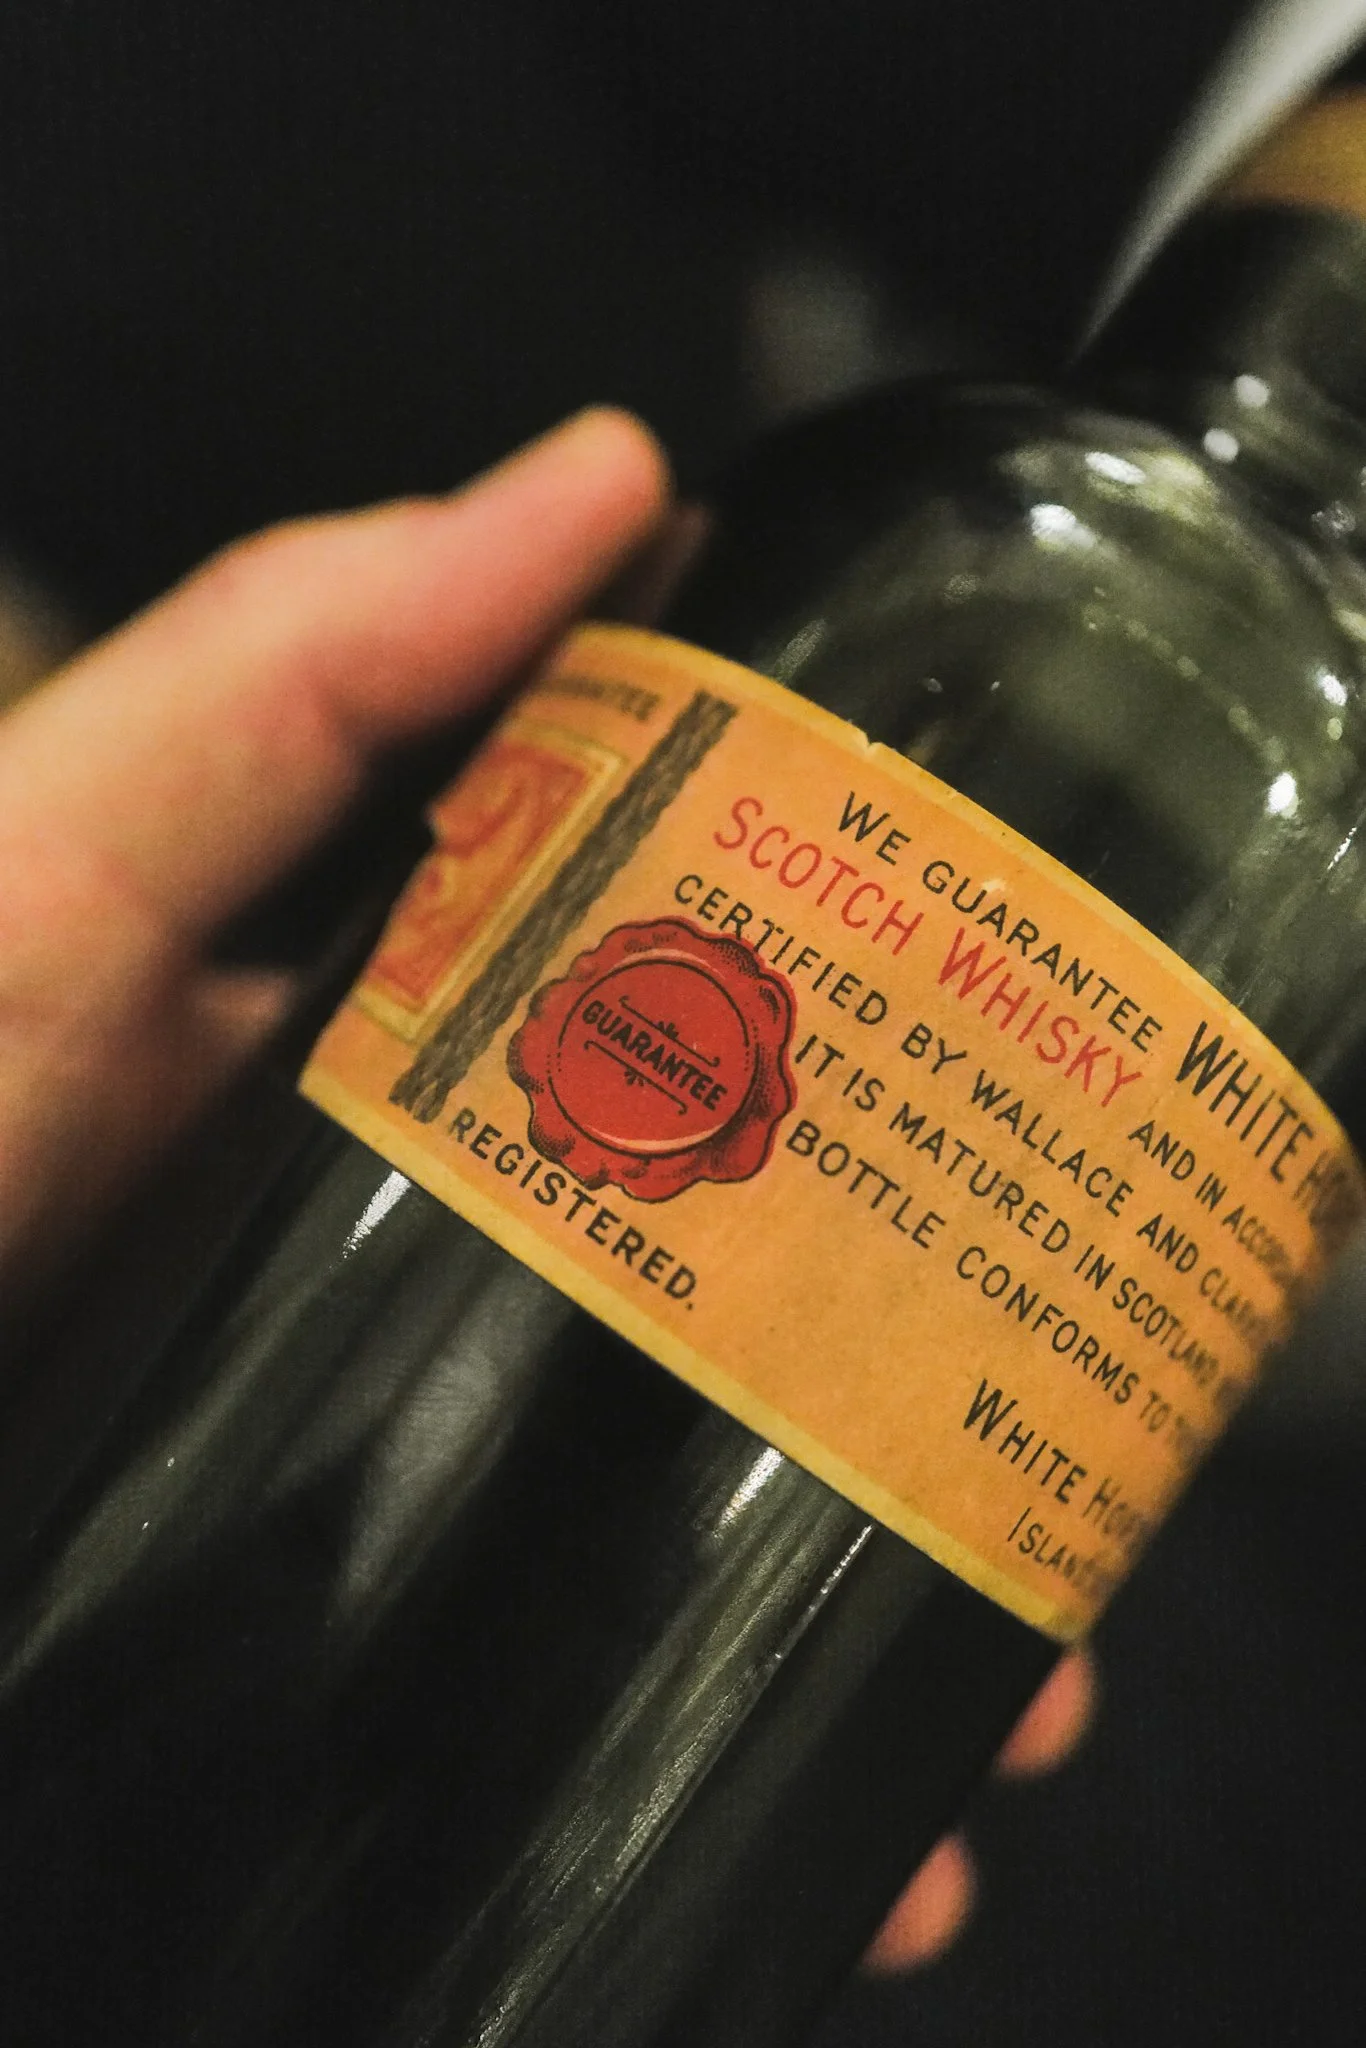 WE GUARANTEE WHITE
SCOTCH WHISKY AND IN
CERTIFIED BY WALLACE AND
IT IS MATURED IN SCOTLAND
BOTTLE CONFORMS TO
WHITE
GUARANTEE
REGISTERED.